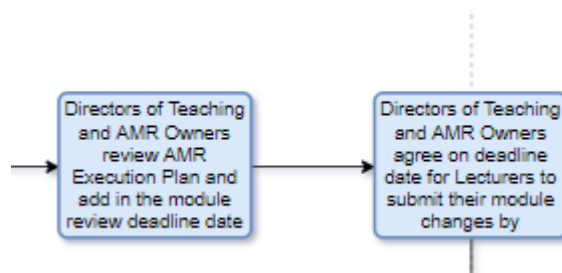 Directors of Teaching
and AMR Owners
review AMR
Execution Plan and
add in the module
review deadline date
Directors of Teaching
and AMR Owners
agree on deadline
date for Lecturers to
submit their module
changes by